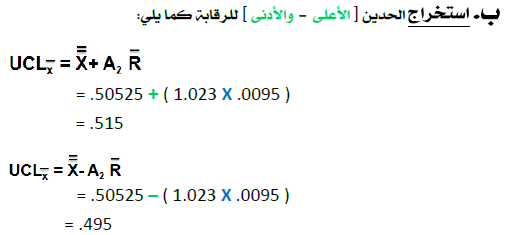 ب. استخراج الحدين [ الأعلى - والأدنى ] للرقابة كما يلي:
UCLx̅ = X̿ + A₂ R̅
= .50525 + ( 1.023 X .0095 )
= .515
UCLx̅ = X̿ - A₂ R̅
= .50525 – ( 1.023 X .0095 )
= .495